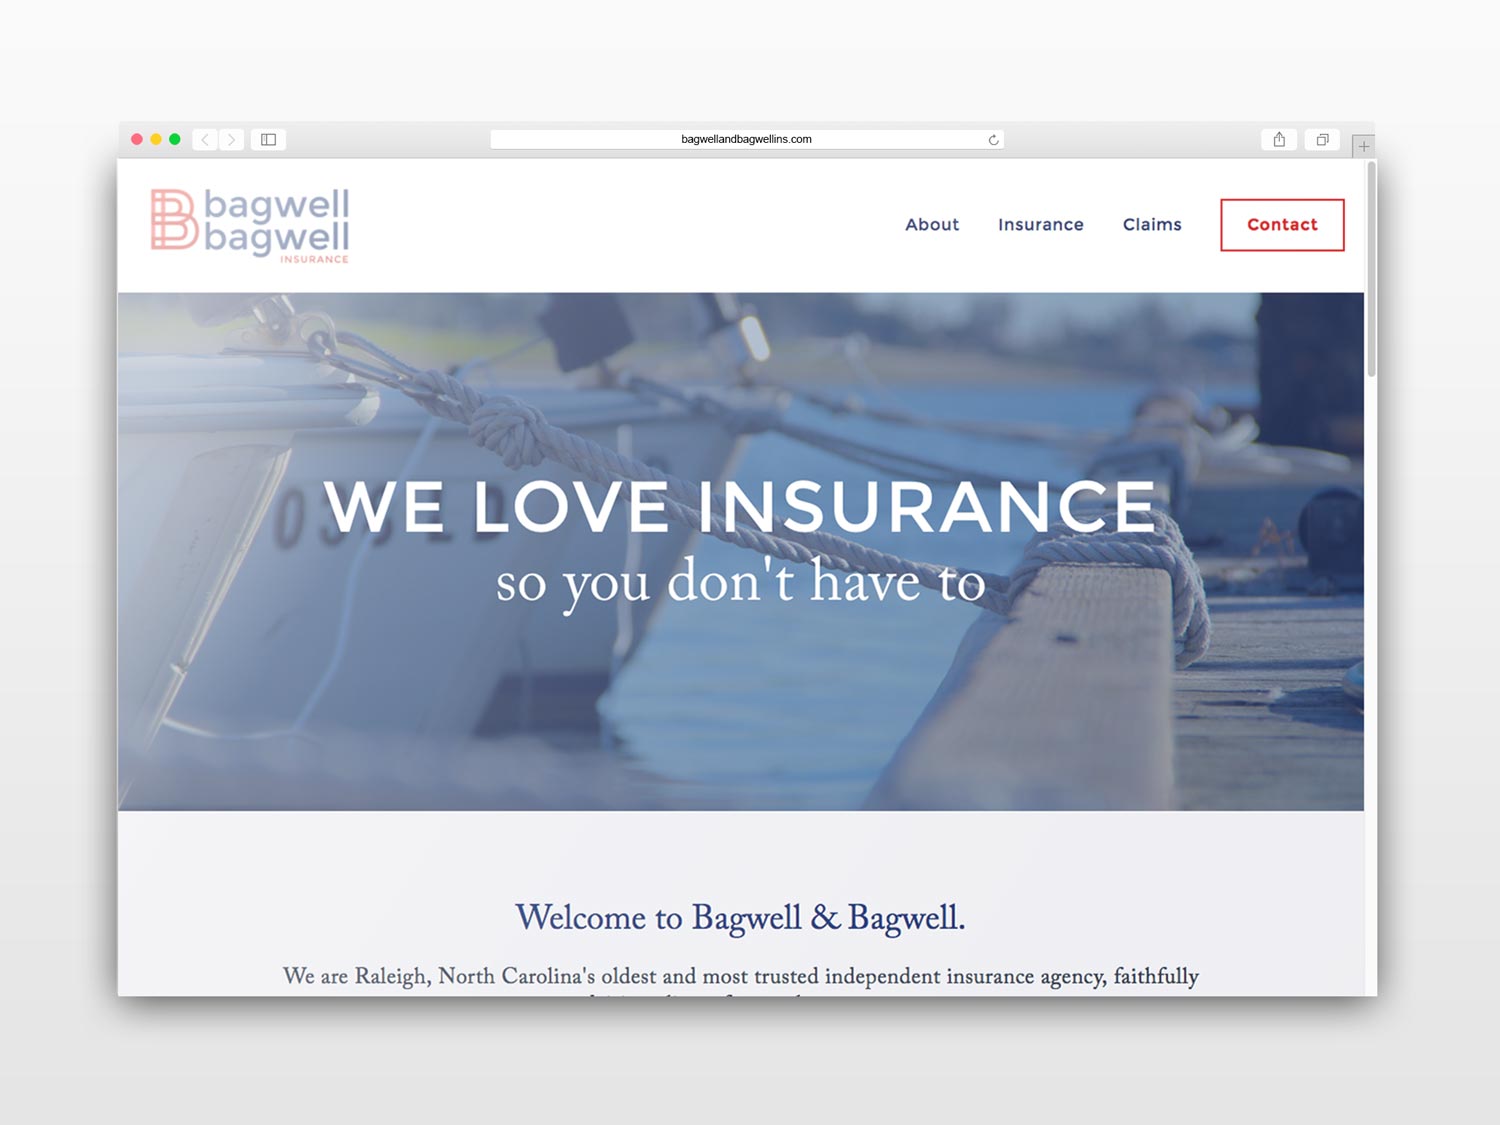 bagwellandbagwellins.com
bagwell
bagwell
INSURANCE
About Insurance Claims Contact
WE LOVE INSURANCE
so you don't have to
Welcome to Bagwell & Bagwell.
We are Raleigh, North Carolina's oldest and most trusted independent insurance agency, faithfully